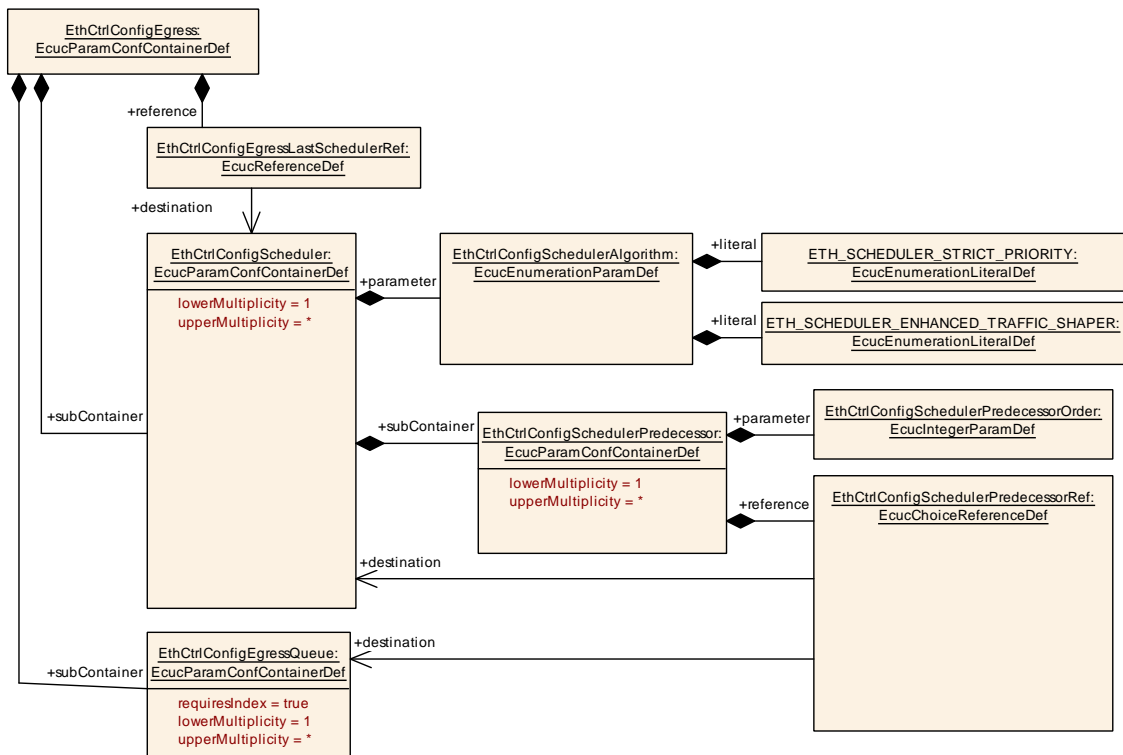 EthCtrlConfigEgress:
EcucParamConfContainerDef
+reference
EthCtrlConfigEgressLastSchedulerRef:
EcucReferenceDef
+destination
EthCtrlConfigScheduler:
EcucParamConfContainerDef
lowerMultiplicity = 1
upperMultiplicity = *
+parameter
EthCtrlConfigSchedulerAlgorithm:
EcucEnumerationParamDef
+literal
ETH_SCHEDULER_STRICT_PRIORITY:
EcucEnumerationLiteralDef
+literal
ETH_SCHEDULER_ENHANCED_TRAFFIC_SHAPER:
EcucEnumerationLiteralDef
+subContainer
+subContainer
EthCtrlConfigSchedulerPredecessor:
EcucParamConfContainerDef
lowerMultiplicity = 1
upperMultiplicity = *
+parameter
EthCtrlConfigSchedulerPredecessorOrder:
EcucIntegerParamDef
+reference
EthCtrlConfigSchedulerPredecessorRef:
EcucChoiceReferenceDef
+destination
+destination
+subContainer
EthCtrlConfigEgressQueue:
EcucParamConfContainerDef
requiresIndex = true
lowerMultiplicity = 1
upperMultiplicity = *